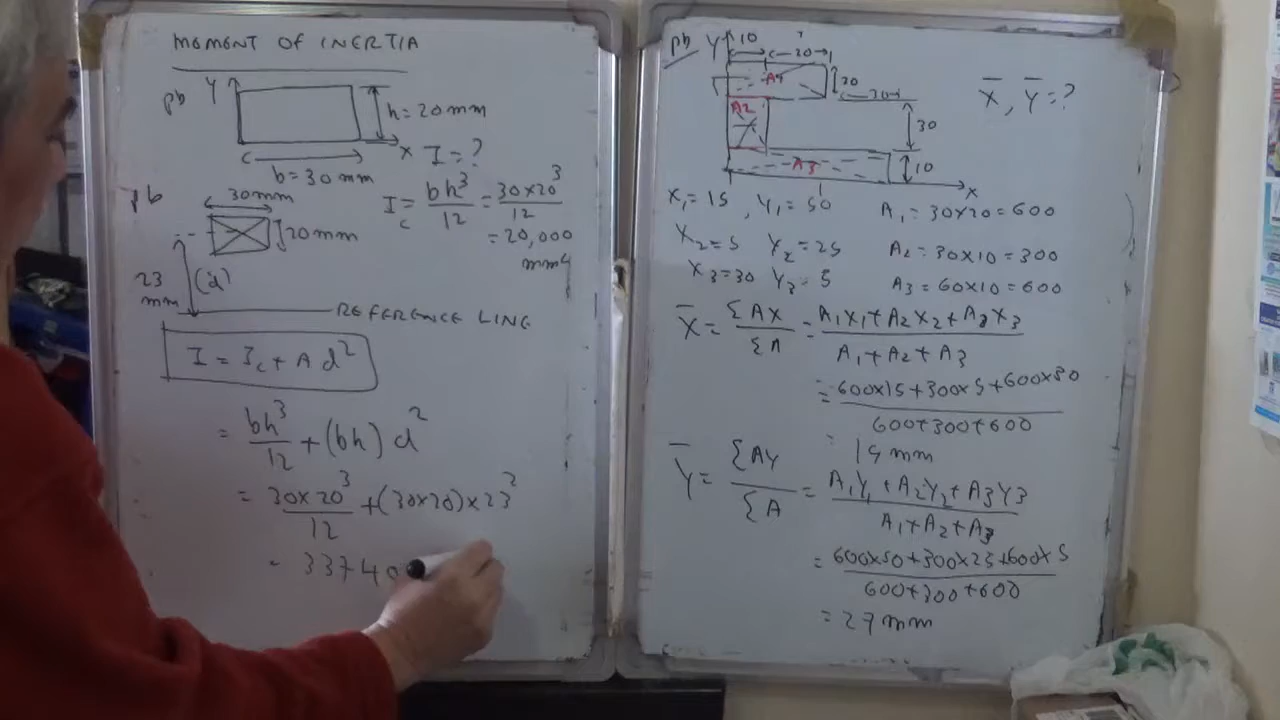 MOMENT OF INERTIA
pb Y h = 20 mm
X I = ?
b = 30 mm
pb 30mm
20 mm
I_c = bh³/12 = 30×20³/12
= 20,000
mm4
23 mm (d)
REFERENCE LINE
I = I_c + A d²
= bh³/12 + (bh) d²
= 30×20³/12 + (30×20) × 23²
= 33740
pb Y 10 20
A1 20
20
A2 30
A3 10
X
X̄, Ȳ = ?
X₁ = 15, Y₁ = 50 A₁ = 30×20 = 600
X₂ = 5 Y₂ = 25 A₂ = 30×10 = 300
X₃ = 30 Y₃ = 5 A₃ = 60×10 = 600
X̄ = ΣAX/ΣA = A₁X₁+A₂X₂+A₃X₃/A₁+A₂+A₃
= 600×15+300×5+600×30/600+300+600
= 19 mm
Ȳ = ΣAY/ΣA = A₁Y₁+A₂Y₂+A₃Y₃/A₁+A₂+A₃
= 600×50+300×25+600×5/600+300+600
= 27 mm